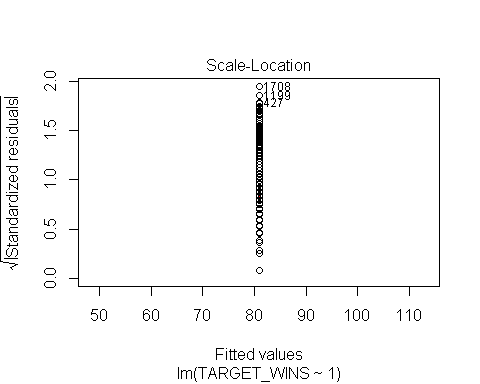 Scale-Location
√|Standardized residuals|
2.0
1.5
1.0
0.5
0.0
1708
1199
427
50 60 70 80 90 100 110
Fitted values
lm(TARGET_WINS ~ 1)